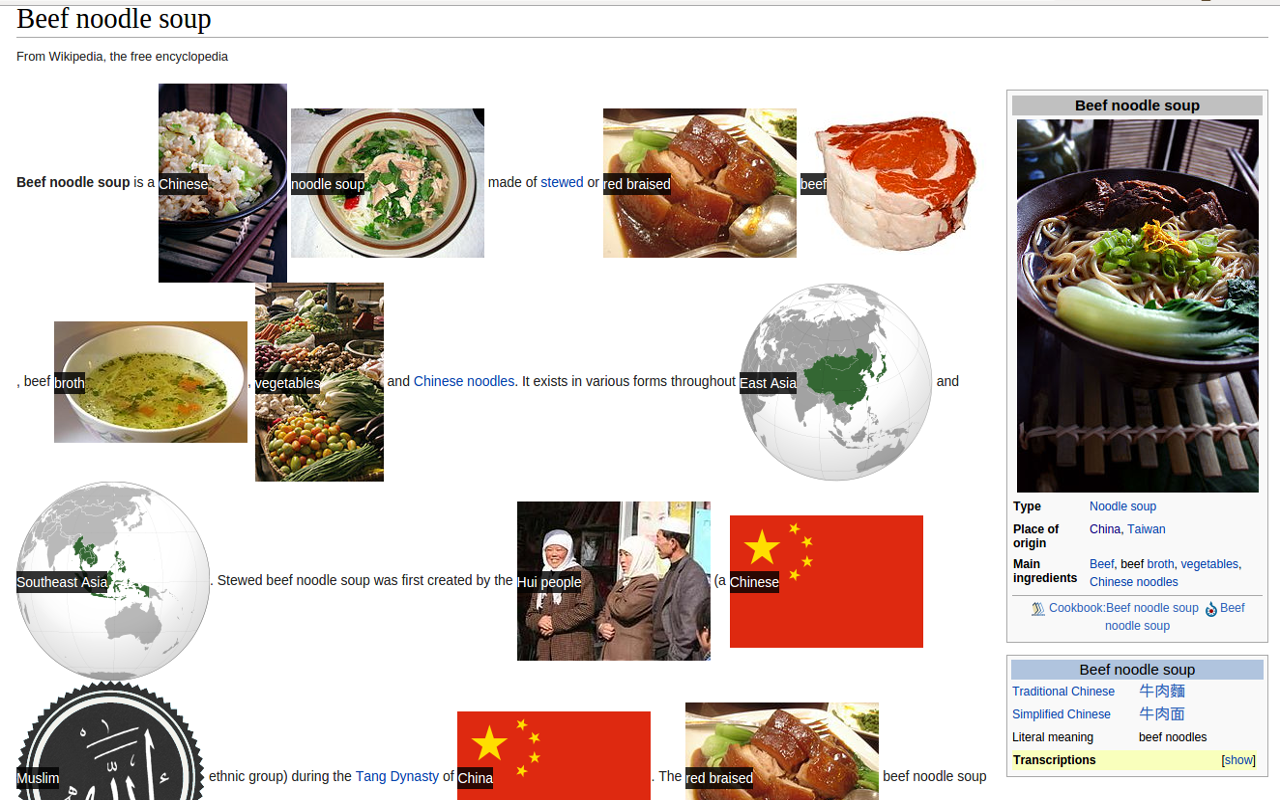 Beef noodle soup
From Wikipedia, the free encyclopedia
Beef noodle soup is a Chinese noodle soup made of stewed or red braised beef
, beef broth, vegetables and Chinese noodles. It exists in various forms throughout East Asia and
Southeast Asia. Stewed beef noodle soup was first created by the Hui people (a Chinese
Muslim ethnic group) during the Tang Dynasty of China. The red braised beef noodle soup
Beef noodle soup
Type Noodle soup
Place of origin China, Taiwan
Main ingredients Beef, beef broth, vegetables, Chinese noodles
Cookbook:Beef noodle soup Beef noodle soup
Beef noodle soup
Traditional Chinese 牛肉麵
Simplified Chinese 牛肉面
Literal meaning beef noodles
Transcriptions [show]